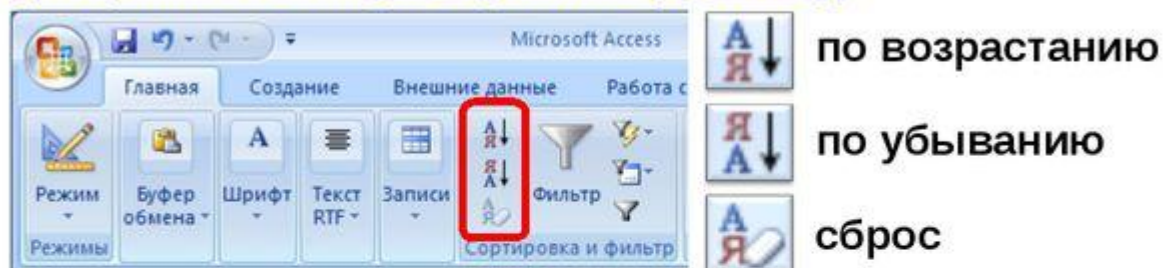 Microsoft Access
Главная Создание Внешние данные Работа с
Режим
Буфер обмена
Шрифт
Текст RTF
Записи
Фильтр
Режимы
Сортировка и фильтр
А
Я
по возрастанию
Я
А
по убыванию
А
Я
сброс